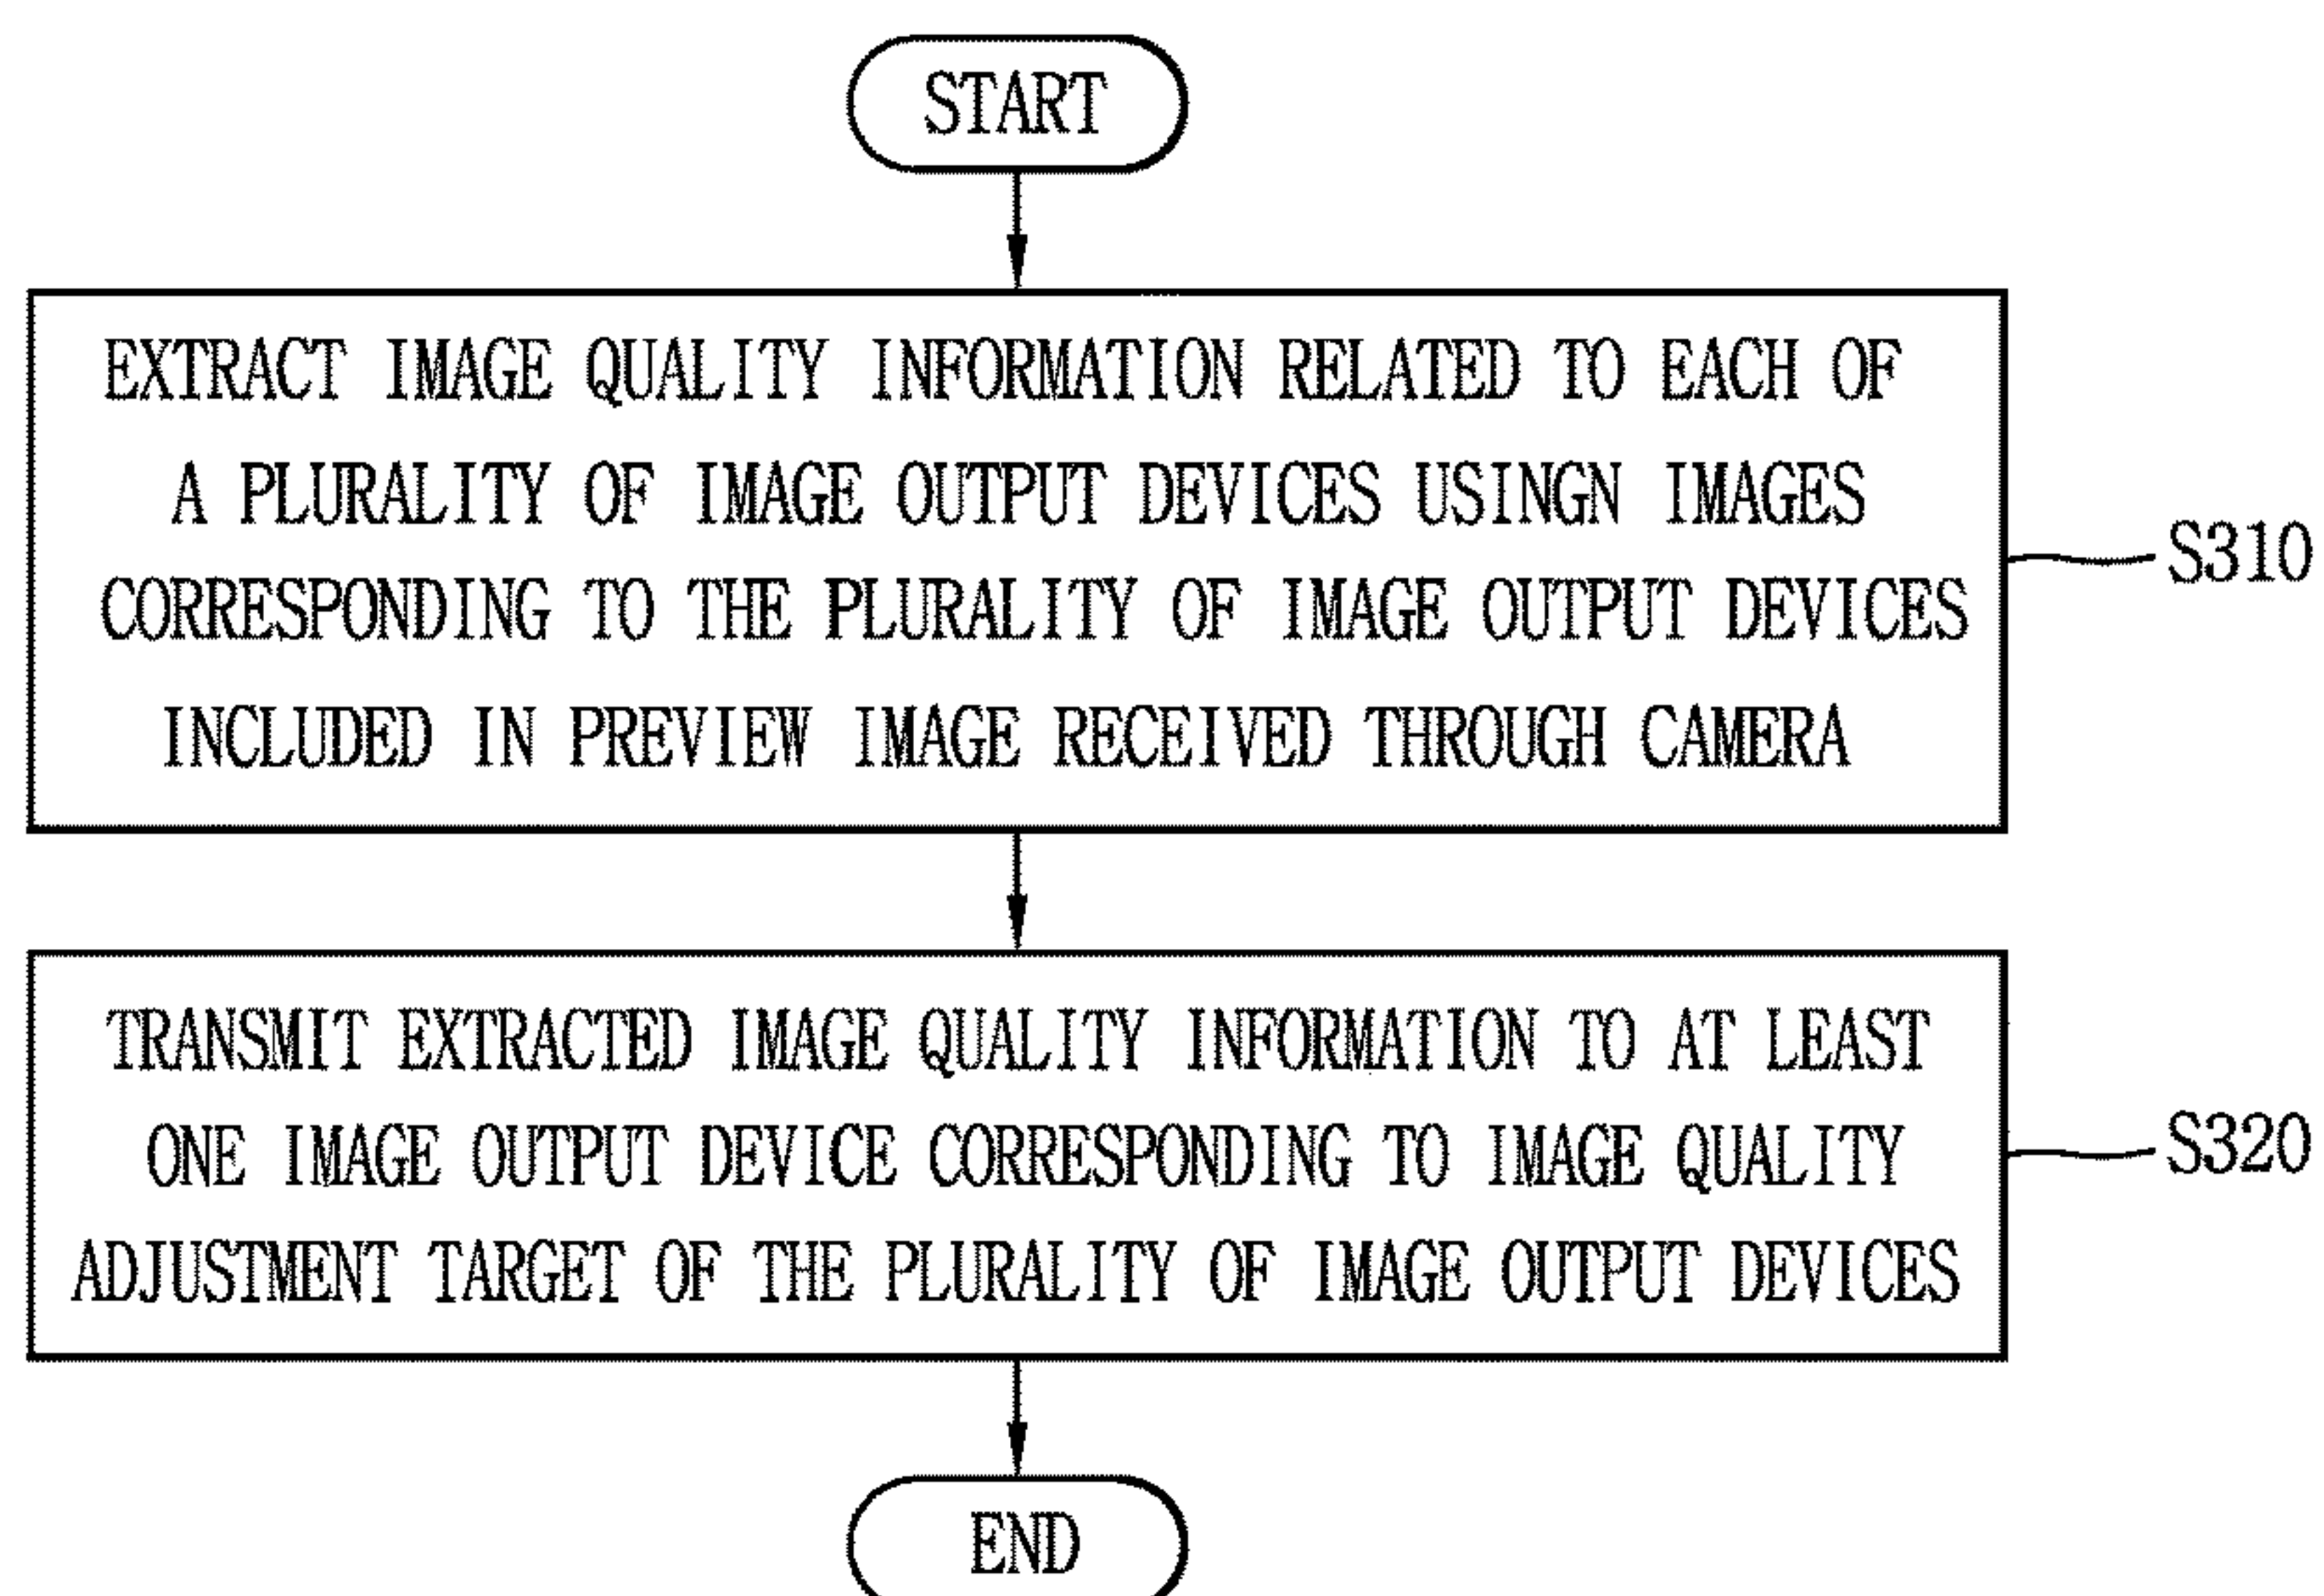 START
EXTRACT IMAGE QUALITY INFORMATION RELATED TO EACH OF
A PLURALITY OF IMAGE OUTPUT DEVICES USINGN IMAGES
CORRESPONDING TO THE PLURALITY OF IMAGE OUTPUT DEVICES
INCLUDED IN PREVIEW IMAGE RECEIVED THROUGH CAMERA
S310
TRANSMIT EXTRACTED IMAGE QUALITY INFORMATION TO AT LEAST
ONE IMAGE OUTPUT DEVICE CORRESPONDING TO IMAGE QUALITY
ADJUSTMENT TARGET OF THE PLURALITY OF IMAGE OUTPUT DEVICES
S320
END